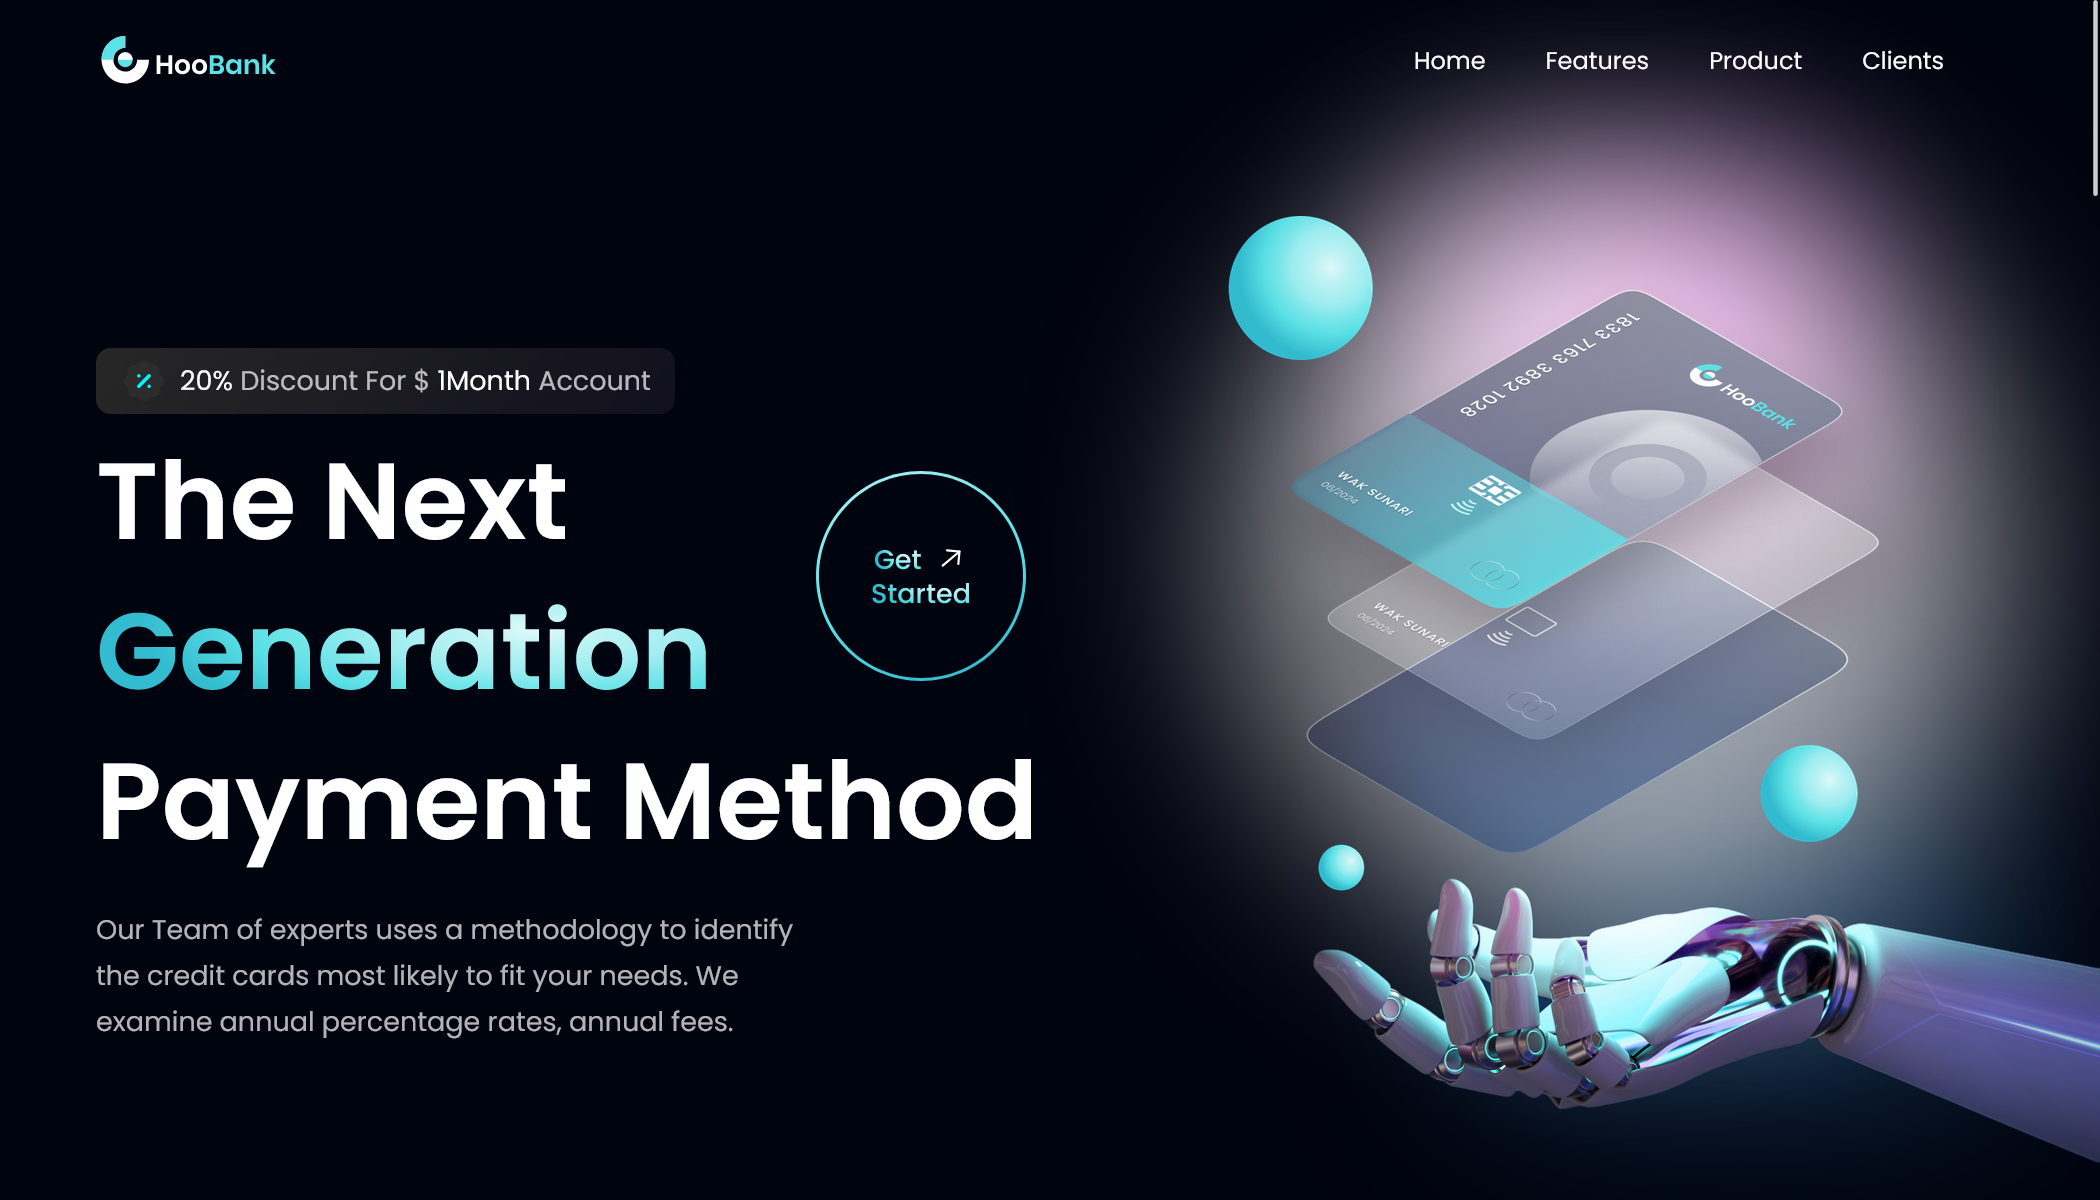 HooBank
Home Features Product Clients
20% Discount For $ 1Month Account
The Next
Generation
Payment Method
Get
Started
Our Team of experts uses a methodology to identify
the credit cards most likely to fit your needs. We
examine annual percentage rates, annual fees.
1833 7163 3892 1028
HooBank
WAK SUNARI
06/2024
WAK SUNARI
06/2024